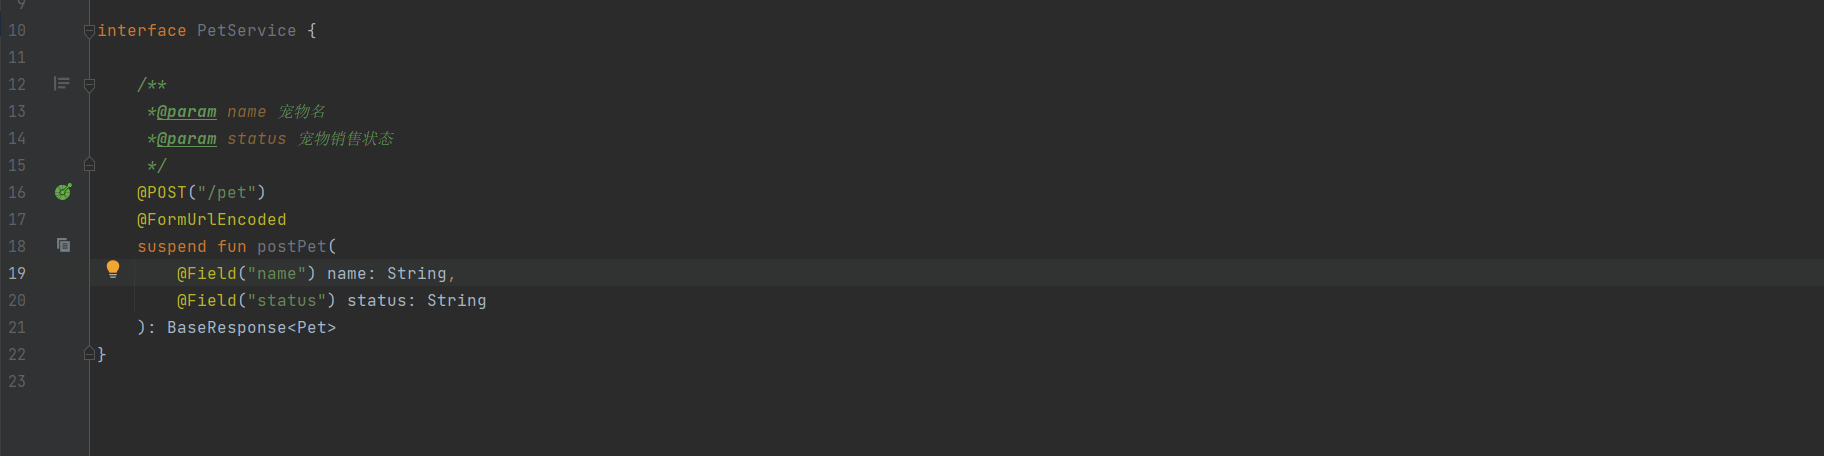 9
10 interface PetService {
11
12 /**
13 *@param name 宠物名
14 *@param status 宠物销售状态
15 */
16 @POST("/pet")
17 @FormUrlEncoded
18 suspend fun postPet(
19 @Field("name") name: String,
20 @Field("status") status: String
21 ): BaseResponse<Pet>
22 }
23